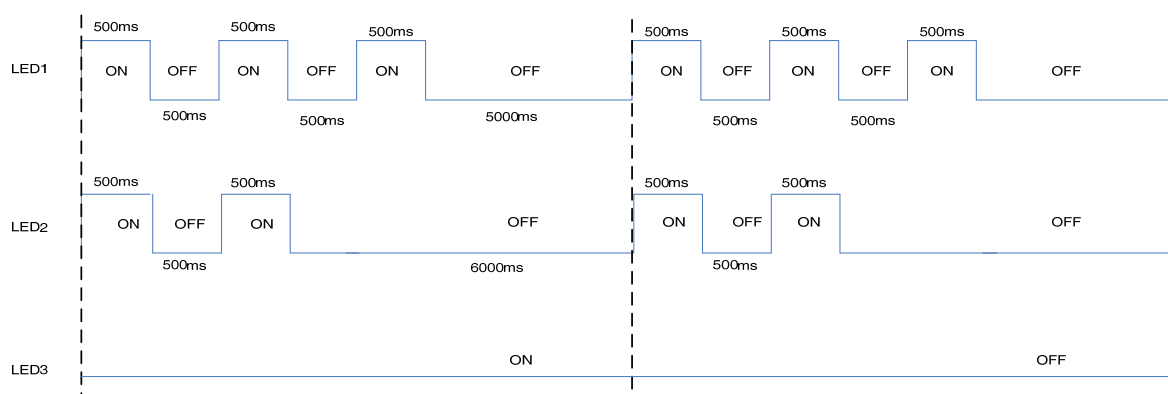 500ms 500ms 500ms 500ms 500ms 500ms
LED1 ON OFF ON OFF ON OFF ON OFF ON OFF ON OFF
500ms 500ms 5000ms 500ms 500ms
500ms 500ms 500ms 500ms
LED2 ON OFF ON OFF ON OFF ON OFF
500ms 6000ms 500ms
ON OFF
LED3